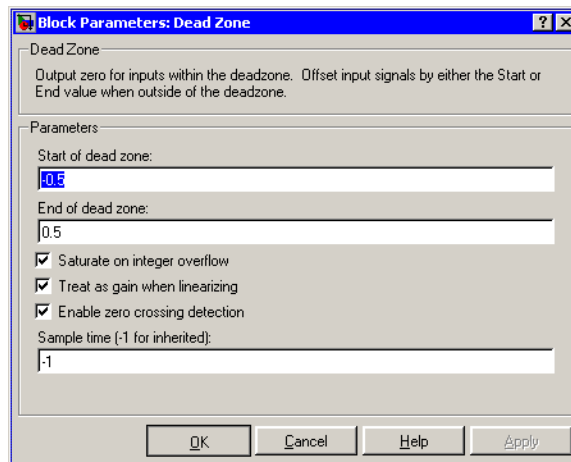 Block Parameters: Dead Zone
Dead Zone
Output zero for inputs within the deadzone. Offset input signals by either the Start or
End value when outside of the deadzone.
Parameters
Start of dead zone:
-0.5
End of dead zone:
0.5
Saturate on integer overflow
Treat as gain when linearizing
Enable zero crossing detection
Sample time (-1 for inherited):
-1
OK Cancel Help Apply